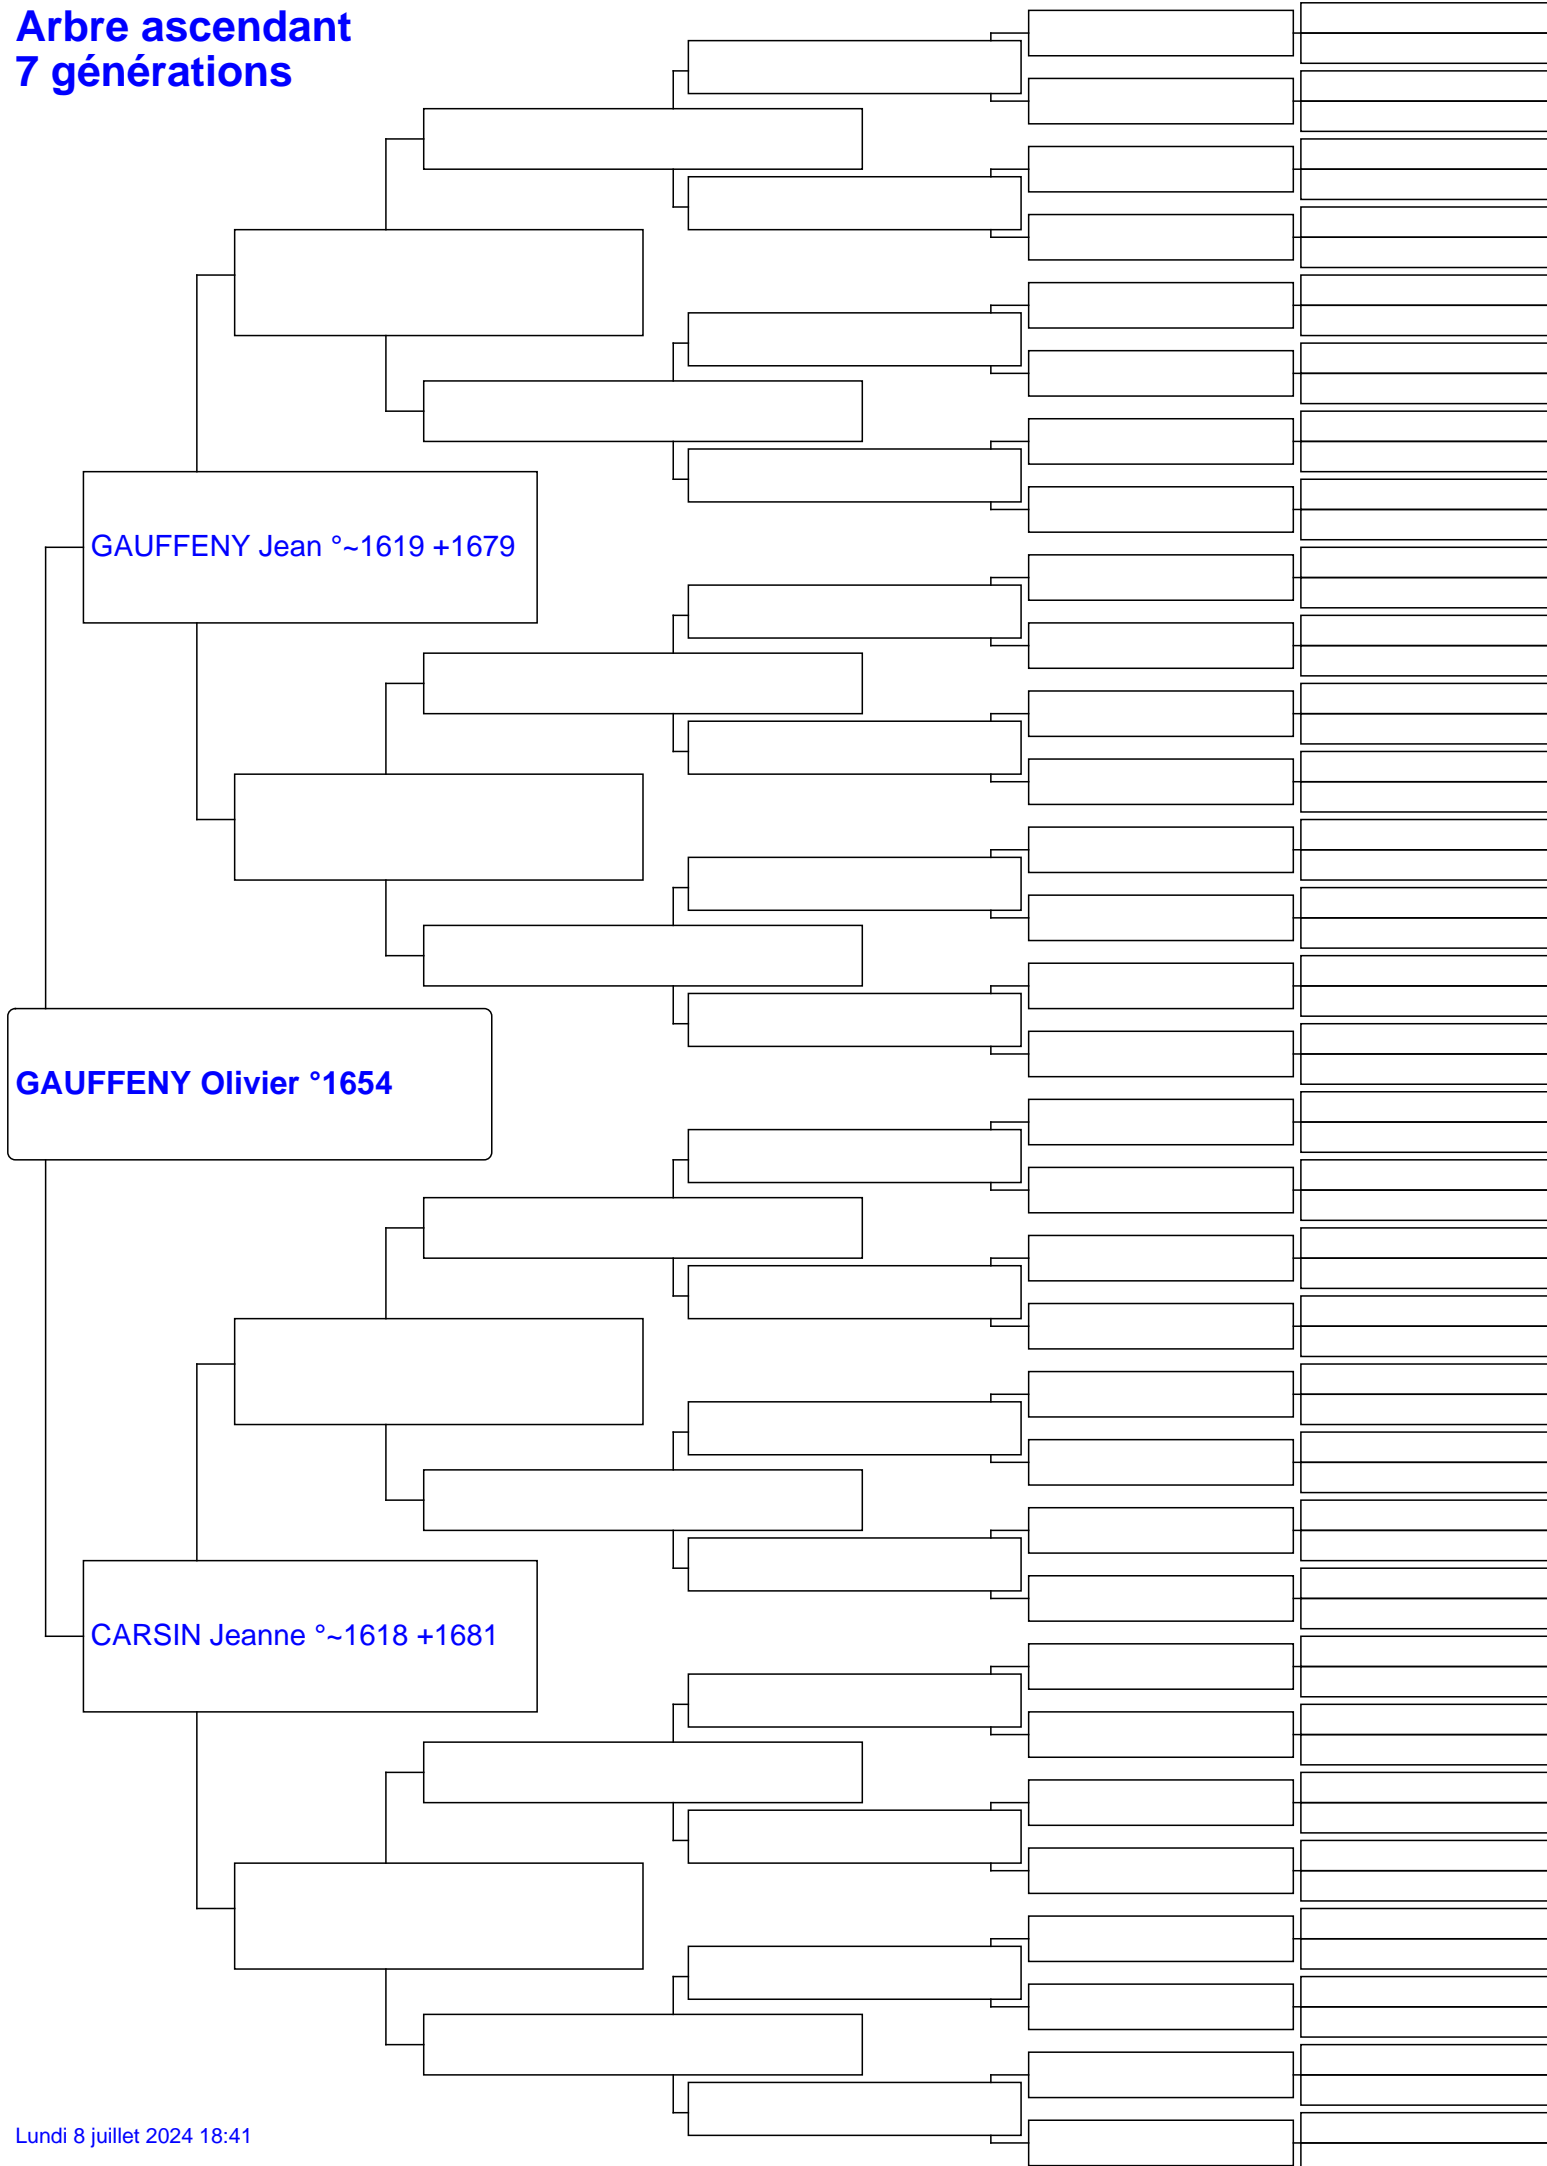 Arbre ascendant
7 générations
GAUFFENY Jean °~1619 +1679
GAUFFENY Olivier °1654
CARSIN Jeanne °~1618 +1681
Lundi 8 juillet 2024 18:41